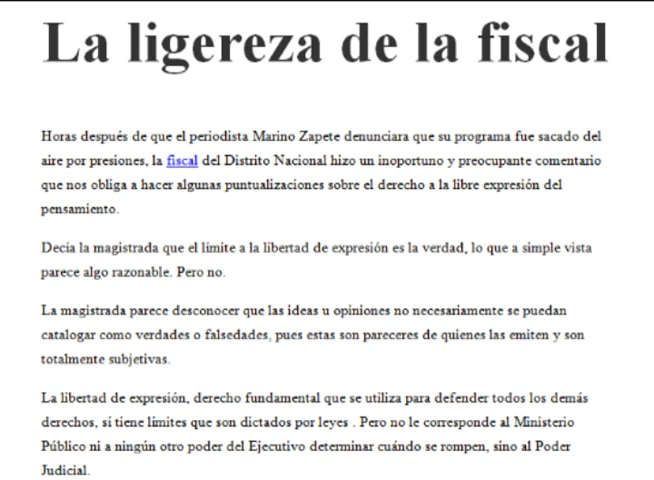 La ligereza de la fiscal
Horas después de que el periodista Marino Zapete denunciara que su programa fue sacado del
aire por presiones, la fiscal del Distrito Nacional hizo un inoportuno y preocupante comentario
que nos obliga a hacer algunas puntualizaciones sobre el derecho a la libre expresión del
pensamiento.
Decía la magistrada que el límite a la libertad de expresión es la verdad, lo que a simple vista
parece algo razonable. Pero no.
La magistrada parece desconocer que las ideas u opiniones no necesariamente se puedan
catalogar como verdades o falsedades, pues estas son pareceres de quienes las emiten y son
totalmente subjetivas.
La libertad de expresión, derecho fundamental que se utiliza para defender todos los demás
derechos, sí tiene límites que son dictados por leyes . Pero no le corresponde al Ministerio
Público ni a ningún otro poder del Ejecutivo determinar cuándo se rompen, sino al Poder
Judicial.